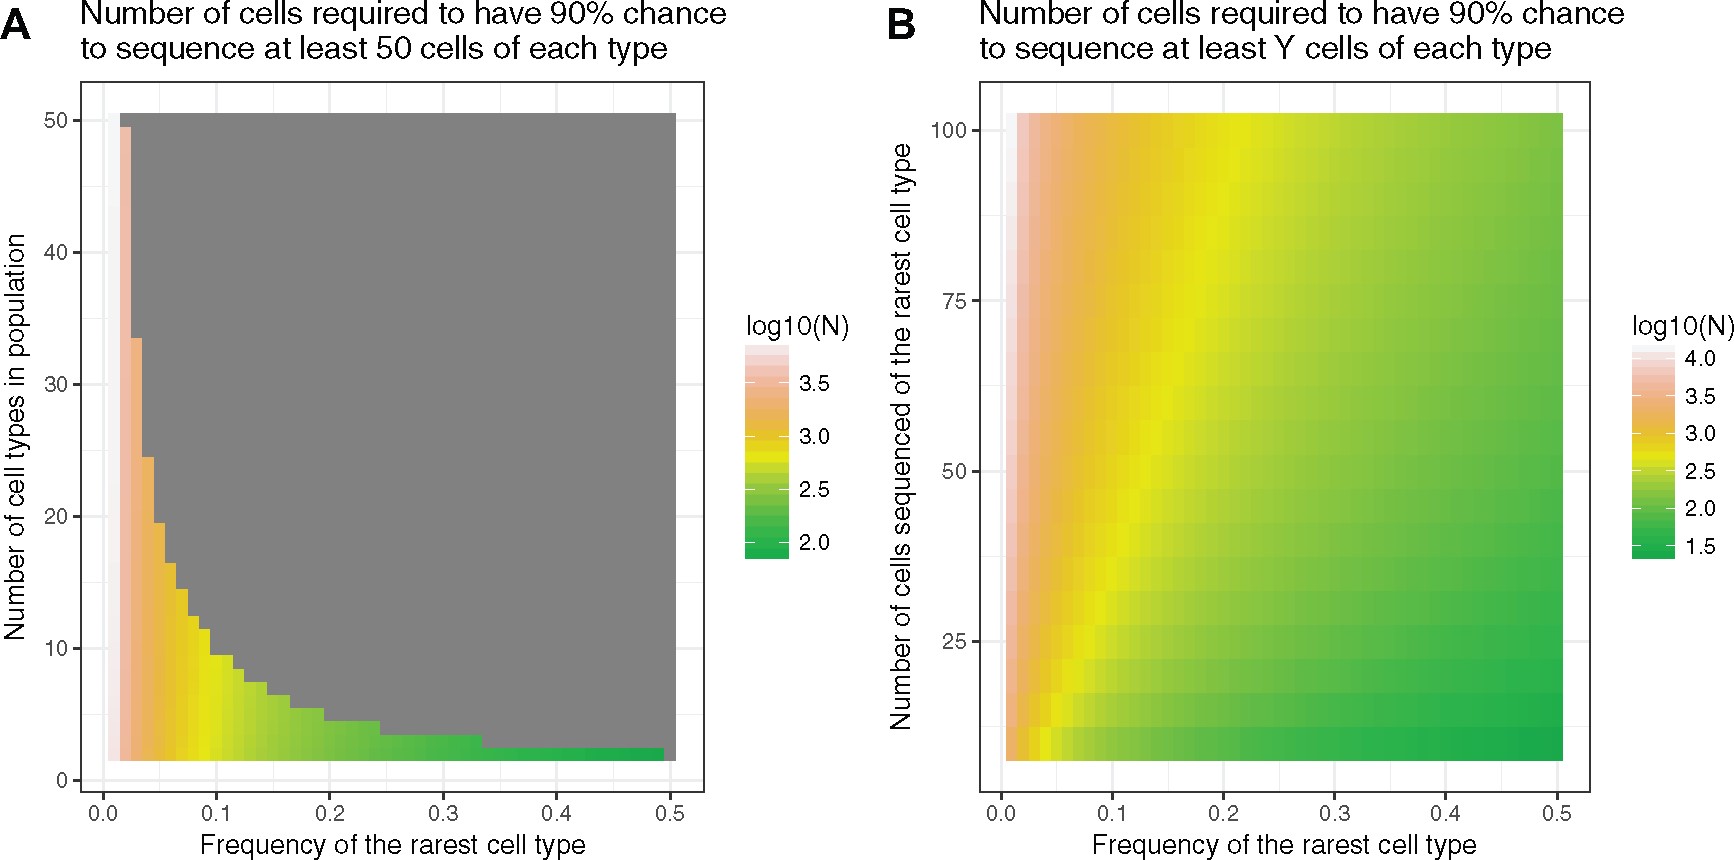 A
Number of cells required to have 90% chance
to sequence at least 50 cells of each type
Number of cell types in population
50
40
30
20
10
0
0.0 0.1 0.2 0.3 0.4 0.5
Frequency of the rarest cell type
log10(N)
3.5
3.0
2.5
2.0
B
Number of cells required to have 90% chance
to sequence at least Y cells of each type
Number of cells sequenced of the rarest cell type
100
75
50
25
0.0 0.1 0.2 0.3 0.4 0.5
Frequency of the rarest cell type
log10(N)
4.0
3.5
3.0
2.5
2.0
1.5